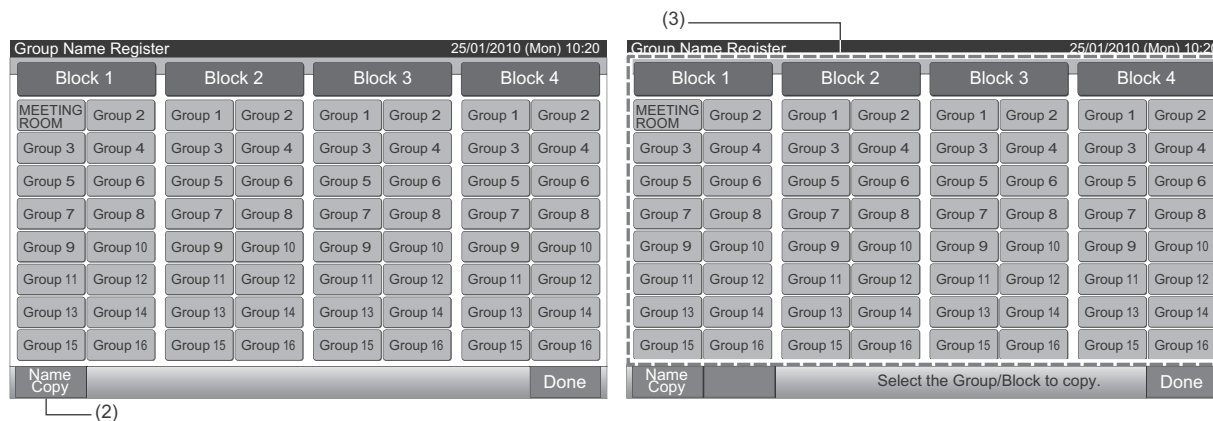 (3)
Group Name Register 25/01/2010 (Mon) 10:20
Block 1 Block 2 Block 3 Block 4
MEETING ROOM Group 2 Group 1 Group 2 Group 1 Group 2 Group 1 Group 2
Group 3 Group 4 Group 3 Group 4 Group 3 Group 4 Group 3 Group 4
Group 5 Group 6 Group 5 Group 6 Group 5 Group 6 Group 5 Group 6
Group 7 Group 8 Group 7 Group 8 Group 7 Group 8 Group 7 Group 8
Group 9 Group 10 Group 9 Group 10 Group 9 Group 10 Group 9 Group 10
Group 11 Group 12 Group 11 Group 12 Group 11 Group 12 Group 11 Group 12
Group 13 Group 14 Group 13 Group 14 Group 13 Group 14 Group 13 Group 14
Group 15 Group 16 Group 15 Group 16 Group 15 Group 16 Group 15 Group 16
Name Copy Done
(2)
Group Name Register 25/01/2010 (Mon) 10:20
Block 1 Block 2 Block 3 Block 4
MEETING ROOM Group 2 Group 1 Group 2 Group 1 Group 2 Group 1 Group 2
Group 3 Group 4 Group 3 Group 4 Group 3 Group 4 Group 3 Group 4
Group 5 Group 6 Group 5 Group 6 Group 5 Group 6 Group 5 Group 6
Group 7 Group 8 Group 7 Group 8 Group 7 Group 8 Group 7 Group 8
Group 9 Group 10 Group 9 Group 10 Group 9 Group 10 Group 9 Group 10
Group 11 Group 12 Group 11 Group 12 Group 11 Group 12 Group 11 Group 12
Group 13 Group 14 Group 13 Group 14 Group 13 Group 14 Group 13 Group 14
Group 15 Group 16 Group 15 Group 16 Group 15 Group 16 Group 15 Group 16
Name Copy Select the Group/Block to copy. Done